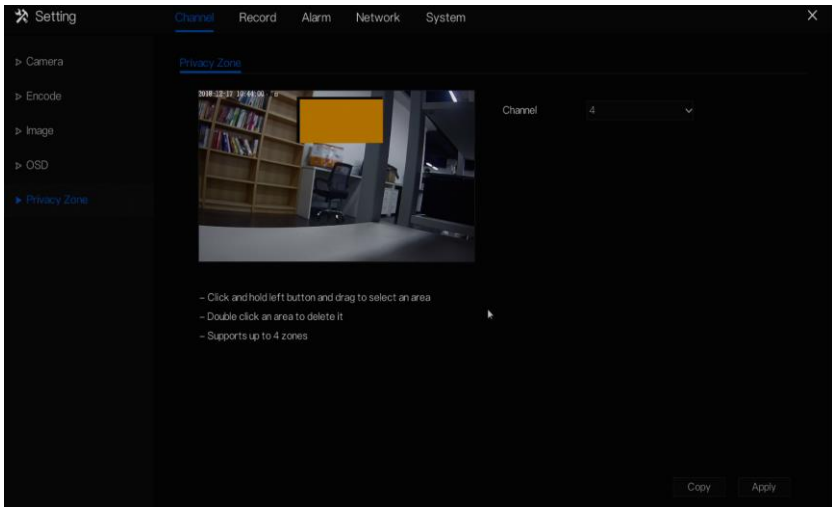 Setting
Channel Record Alarm Network System
Camera
Encode
Image
OSD
Privacy Zone
Privacy Zone
Channel 4
– Click and hold left button and drag to select an area
– Double click an area to delete it
– Supports up to 4 zones
Copy Apply